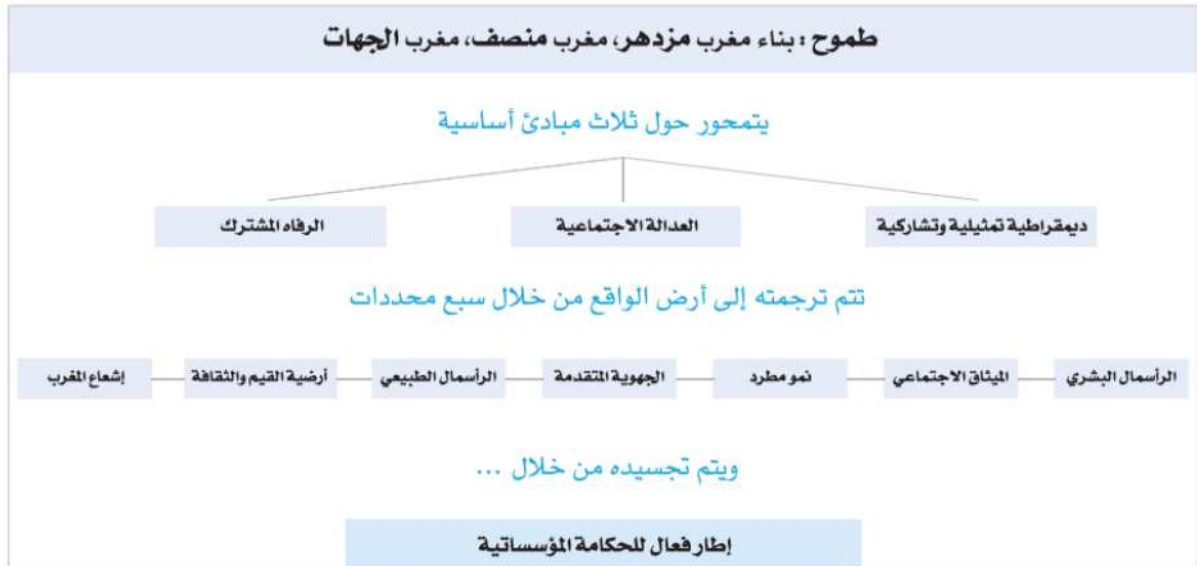 طموح : بناء مغرب مزدهر، مغرب منصف، مغرب الجهات
يتمحور حول ثلاث مبادئ أساسية
ديمقراطية تمثيلية وتشاركية
العدالة الاجتماعية
الرفاه المشترك
تتم ترجمته إلى أرض الواقع من خلال سبع محددات
الرأسمال البشري
الميثاق الاجتماعي
نمو مطرد
الجهوية المتقدمة
الرأسمال الطبيعي
أرضية القيم والثقافة
إشعاع المغرب
ويتم تجسيده من خلال ...
إطار فعال للحكامة المؤسساتية